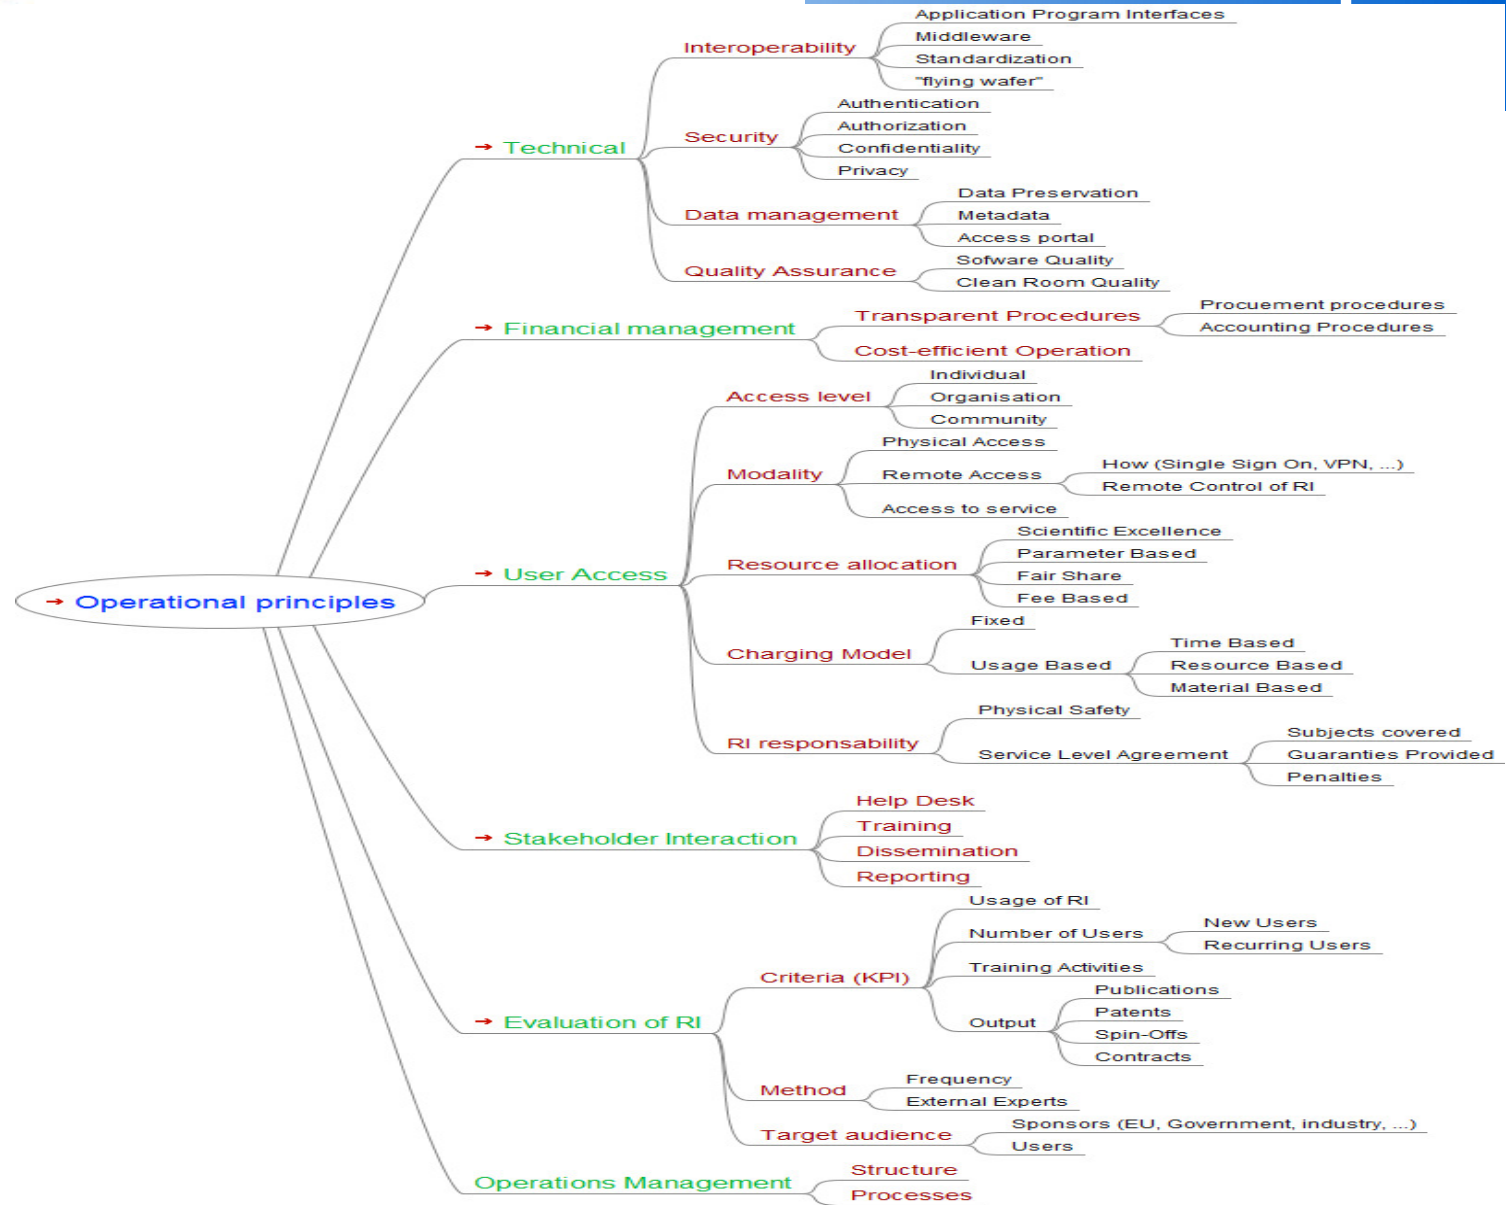 Application Program Interfaces
Interoperability
Middleware
Standardization
"flying wafer"
Authentication
Security
Authorization
→ Technical
Confidentiality
Privacy
Data Preservation
Data management
Metadata
Access portal
Sofware Quality
Quality Assurance
Clean Room Quality
Procuement procedures
Transparent Procedures
→ Financial management
Accounting Procedures
Cost-efficient Operation
Individual
Access level
Organisation
Community
Physical Access
How (Single Sign On, VPN, ...)
Modality
Remote Access
Remote Control of RI
Access to service
Scientific Excellence
Parameter Based
Resource allocation
→ User Access
Fair Share
Fee Based
→ Operational principles
Fixed
Time Based
Charging Model
Usage Based
Resource Based
Material Based
Physical Safety
RI responsability
Subjects covered
Service Level Agreement
Guaranties Provided
Penalties
Help Desk
Training
→ Stakeholder Interaction
Dissemination
Reporting
Usage of RI
New Users
Number of Users
Recurring Users
Training Activities
Criteria (KPI)
Publications
Patents
→ Evaluation of RI
Output
Spin-Offs
Contracts
Frequency
Method
External Experts
Sponsors (EU, Government, industry, ...)
Target audience
Users
Structure
Operations Management
Processes